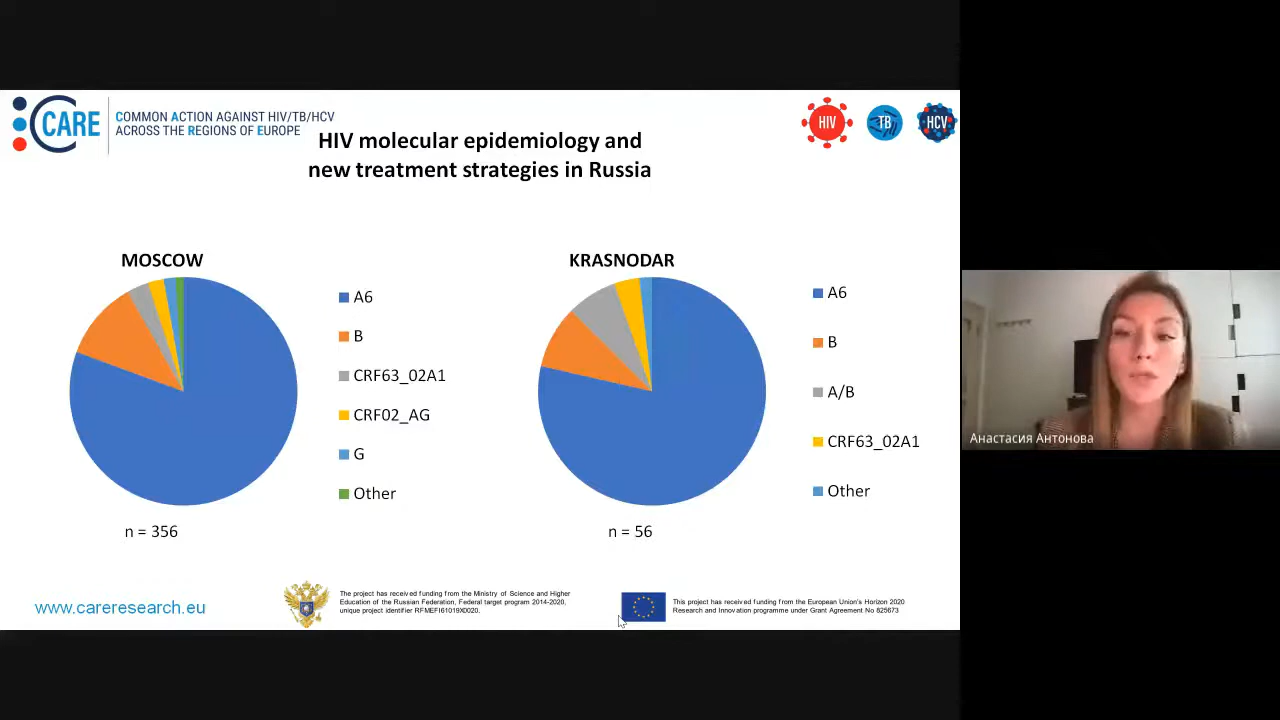 CARE
COMMON ACTION AGAINST HIV/TB/HCV
ACROSS THE REGIONS OF EUROPE
HIV
TB
HCV
HIV molecular epidemiology and
new treatment strategies in Russia
MOSCOW
A6
B
CRF63_02A1
CRF02_AG
G
Other
n = 356
KRASNODAR
A6
B
A/B
CRF63_02A1
Other
n = 56
Анастасия Антонова
www.careresearch.eu
The project has received funding from the Ministry of Science and Higher
Education of the Russian Federation, Federal target program 2014-2020,
unique project identifier RFMEFI61019X0020.
This project has received funding from the European Union's Horizon 2020
Research and Innovation programme under Grant Agreement No 825673